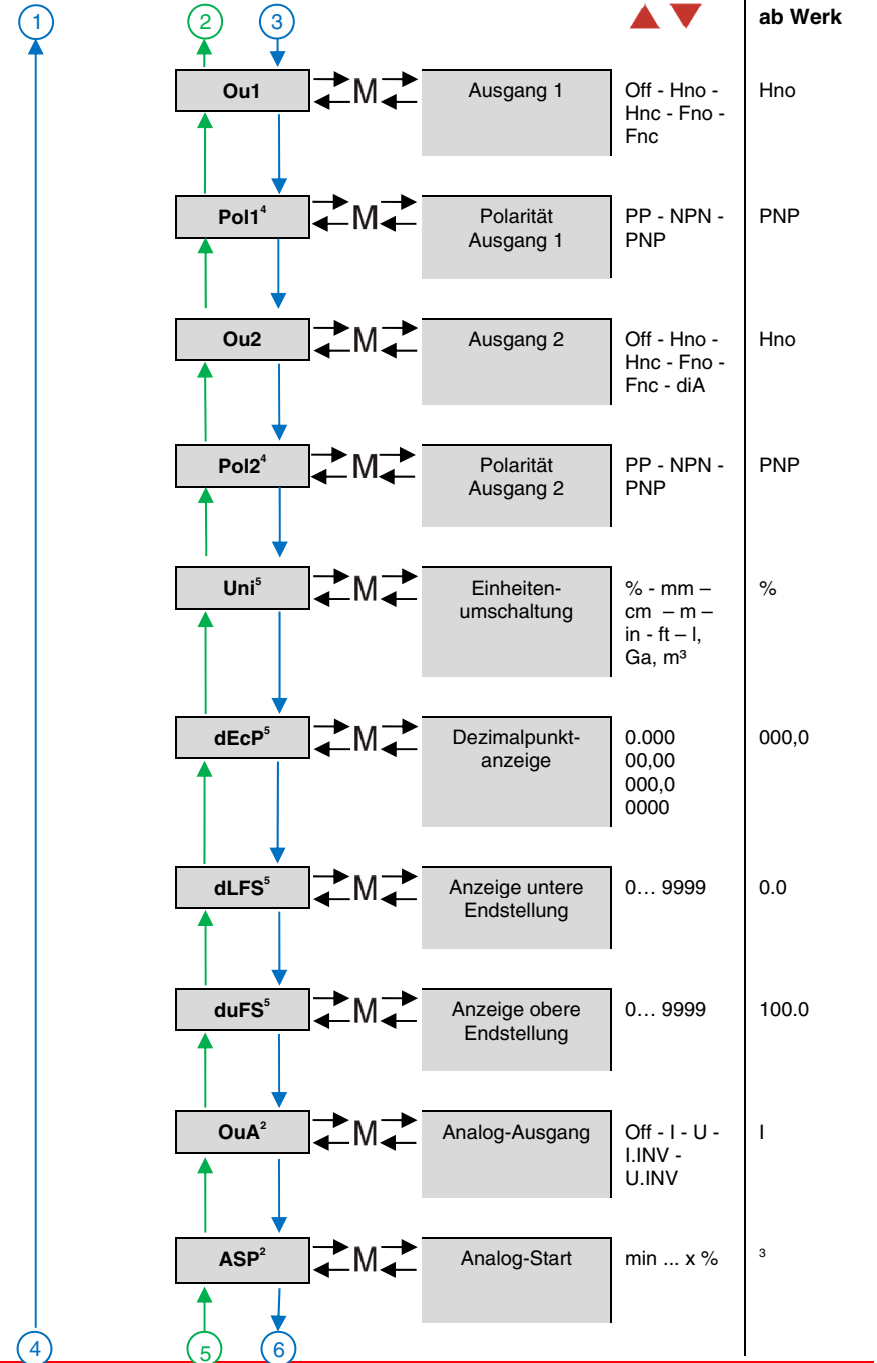 1
2
3
ab Werk
Ou1
M
Ausgang 1
Off - Hno -
Hnc - Fno -
Fnc
Hno
Pol1⁴
M
Polarität
Ausgang 1
PP - NPN -
PNP
PNP
Ou2
M
Ausgang 2
Off - Hno -
Hnc - Fno -
Fnc - diA
Hno
Pol2⁴
M
Polarität
Ausgang 2
PP - NPN -
PNP
PNP
Uni⁵
M
Einheiten-
umschaltung
% - mm –
cm – m –
in - ft – l,
Ga, m³
%
dEcP⁵
M
Dezimalpunkt-
anzeige
0.000
00,00
000,0
0000
000,0
dLFS⁵
M
Anzeige untere
Endstellung
0… 9999
0.0
duFS⁵
M
Anzeige obere
Endstellung
0… 9999
100.0
OuA²
M
Analog-Ausgang
Off - I - U -
I.INV -
U.INV
I
ASP²
M
Analog-Start
min ... x %
³
4
5
6